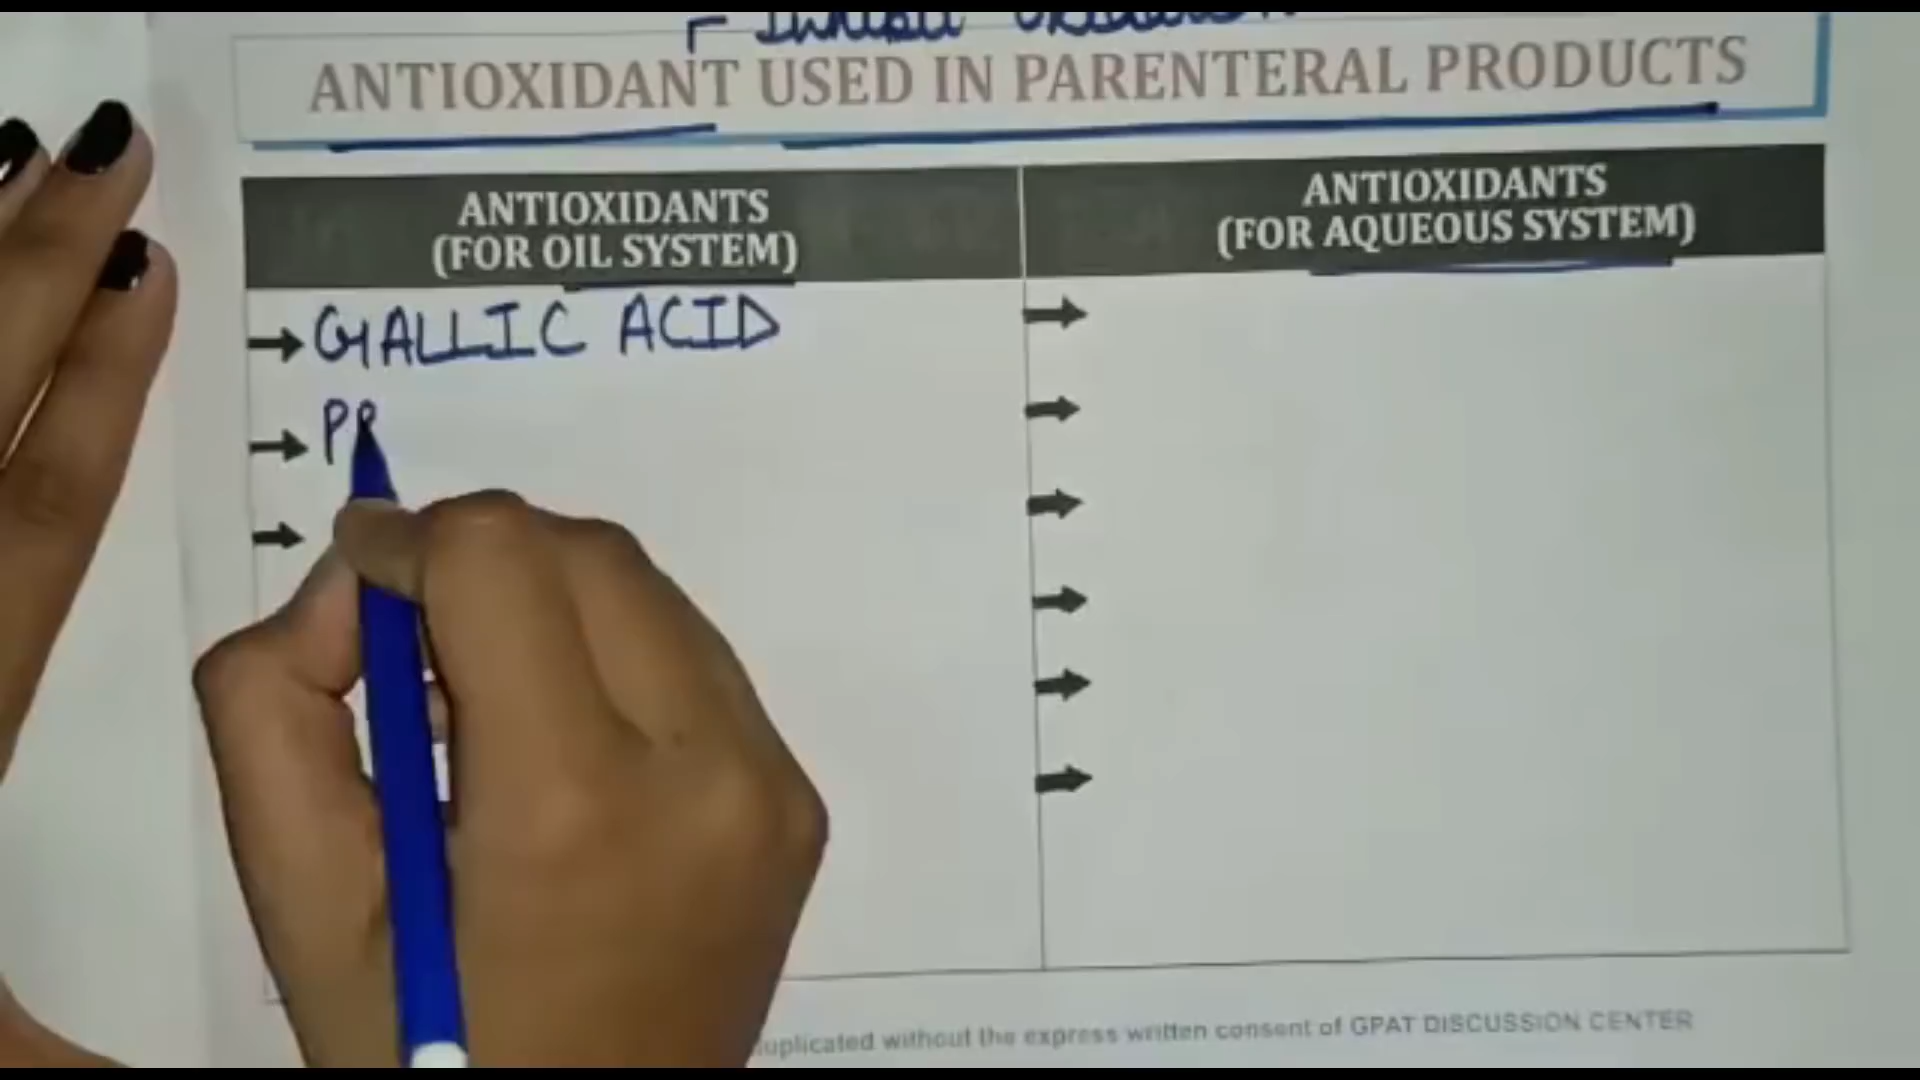 ANTIOXIDANT USED IN PARENTERAL PRODUCTS
ANTIOXIDANTS
(FOR OIL SYSTEM)
ANTIOXIDANTS
(FOR AQUEOUS SYSTEM)
→ GALLIC ACID
→ PR
duplicated without the express written consent of GPAT DISCUSSION CENTER